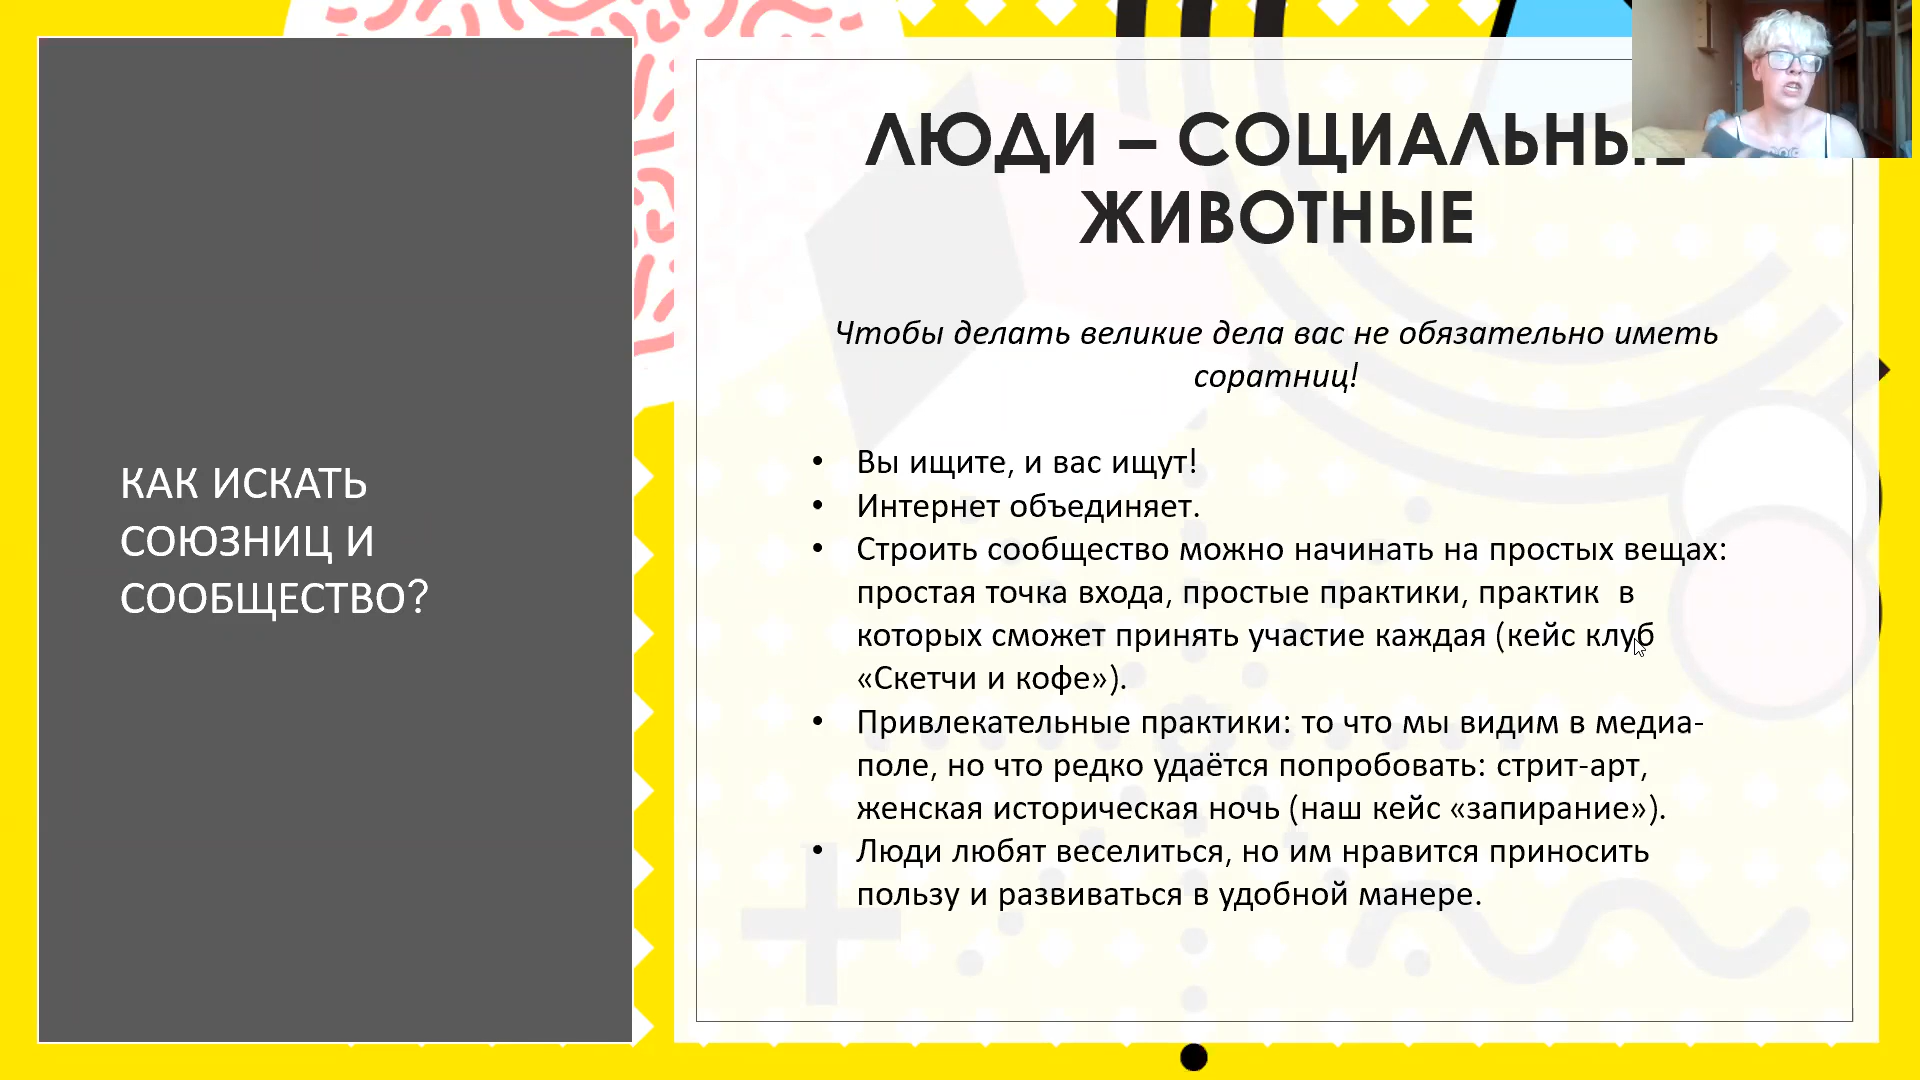 КАК ИСКАТЬ
СОЮЗНИЦ И
СООБЩЕСТВО?
ЛЮДИ – СОЦИАЛЬНЫЕ
ЖИВОТНЫЕ
Чтобы делать великие дела вас не обязательно иметь
соратниц!
• Вы ищите, и вас ищут!
• Интернет объединяет.
• Строить сообщество можно начинать на простых вещах:
простая точка входа, простые практики, практик в
которых сможет принять участие каждая (кейс клуб
«Скетчи и кофе»).
• Привлекательные практики: то что мы видим в медиа-
поле, но что редко удаётся попробовать: стрит-арт,
женская историческая ночь (наш кейс «запирание»).
• Люди любят веселиться, но им нравится приносить
пользу и развиваться в удобной манере.